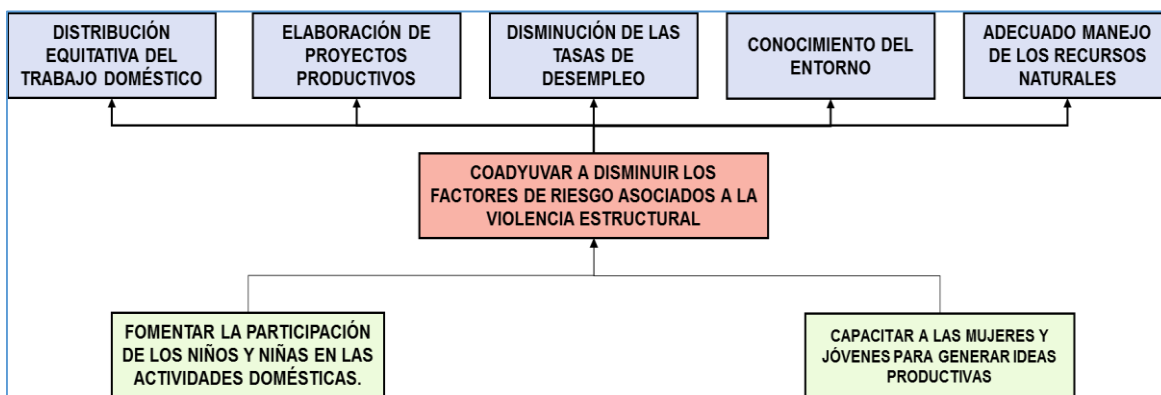 DISTRIBUCIÓN
EQUITATIVA DEL
TRABAJO DOMÉSTICO
ELABORACIÓN DE
PROYECTOS
PRODUCTIVOS
DISMINUCIÓN DE LAS
TASAS DE
DESEMPLEO
CONOCIMIENTO DEL
ENTORNO
ADECUADO MANEJO
DE LOS RECURSOS
NATURALES
COADYUVAR A DISMINUIR LOS
FACTORES DE RIESGO ASOCIADOS A LA
VIOLENCIA ESTRUCTURAL
FOMENTAR LA PARTICIPACIÓN
DE LOS NIÑOS Y NIÑAS EN LAS
ACTIVIDADES DOMÉSTICAS.
CAPACITAR A LAS MUJERES Y
JÓVENES PARA GENERAR IDEAS
PRODUCTIVAS